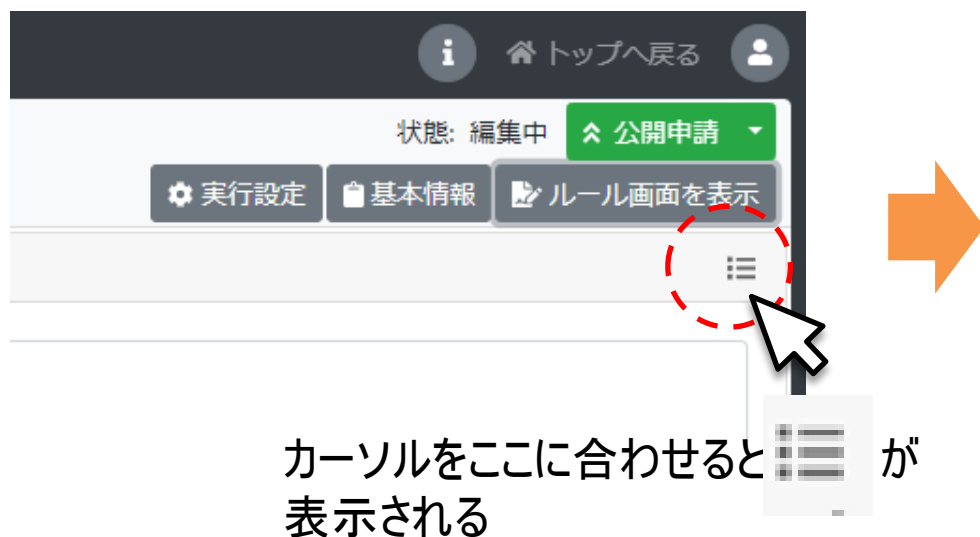 トップへ戻る
状態: 編集中 公開申請
実行設定 基本情報 ルール画面を表示
カーソルをここに合わせると が
表示される